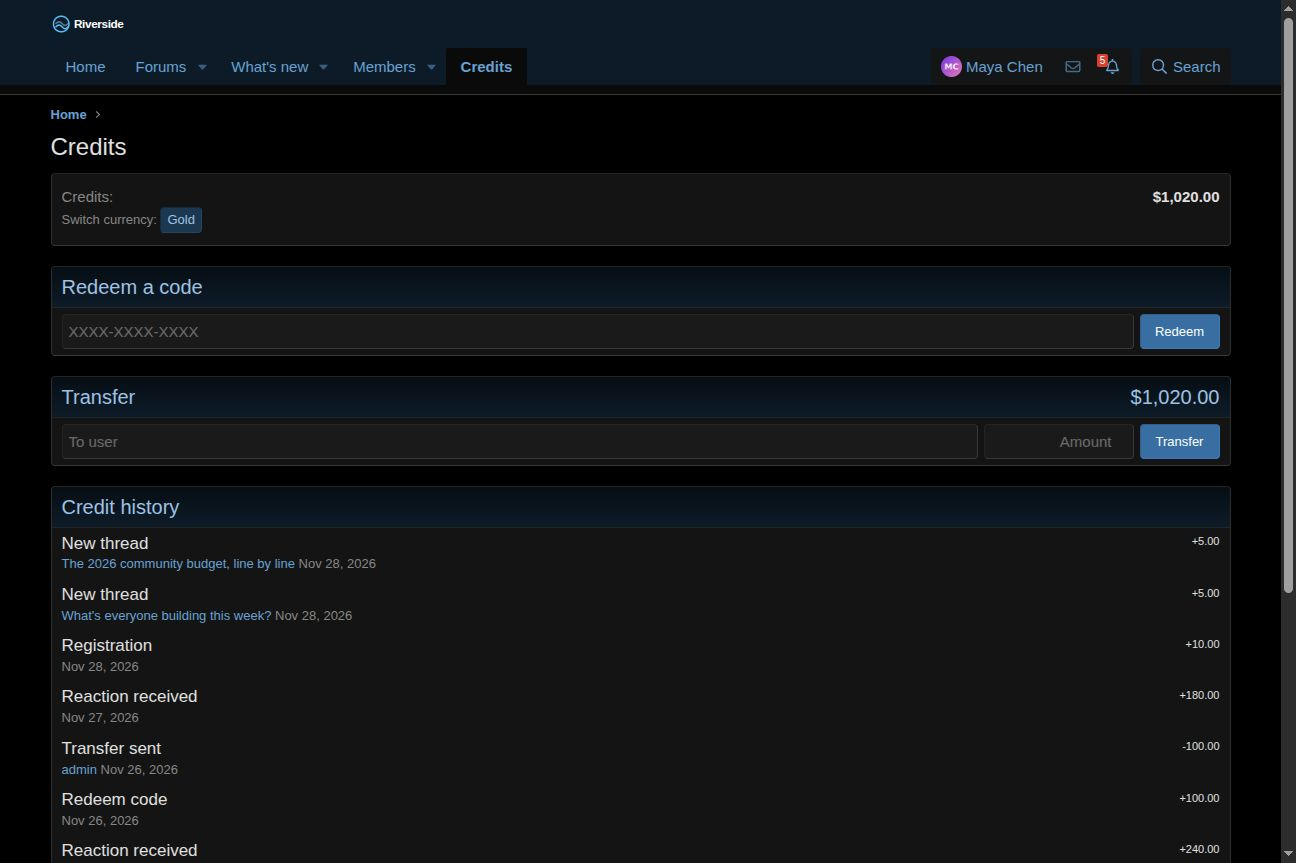 Riverside
Home Forums What's new Members Credits MC Maya Chen 5 Search
Home
Credits
Credits: $1,020.00
Switch currency: Gold
Redeem a code
XXXX-XXXX-XXXX Redeem
Transfer $1,020.00
To user Amount Transfer
Credit history
New thread +5.00
The 2026 community budget, line by line Nov 28, 2026
New thread +5.00
What's everyone building this week? Nov 28, 2026
Registration +10.00
Nov 28, 2026
Reaction received +180.00
Nov 27, 2026
Transfer sent -100.00
admin Nov 26, 2026
Redeem code +100.00
Nov 26, 2026
Reaction received +240.00